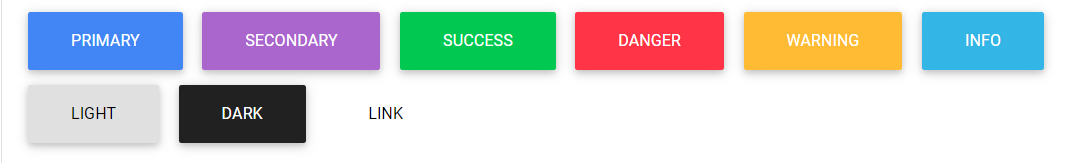 PRIMARY SECONDARY SUCCESS DANGER WARNING INFO
LIGHT DARK LINK